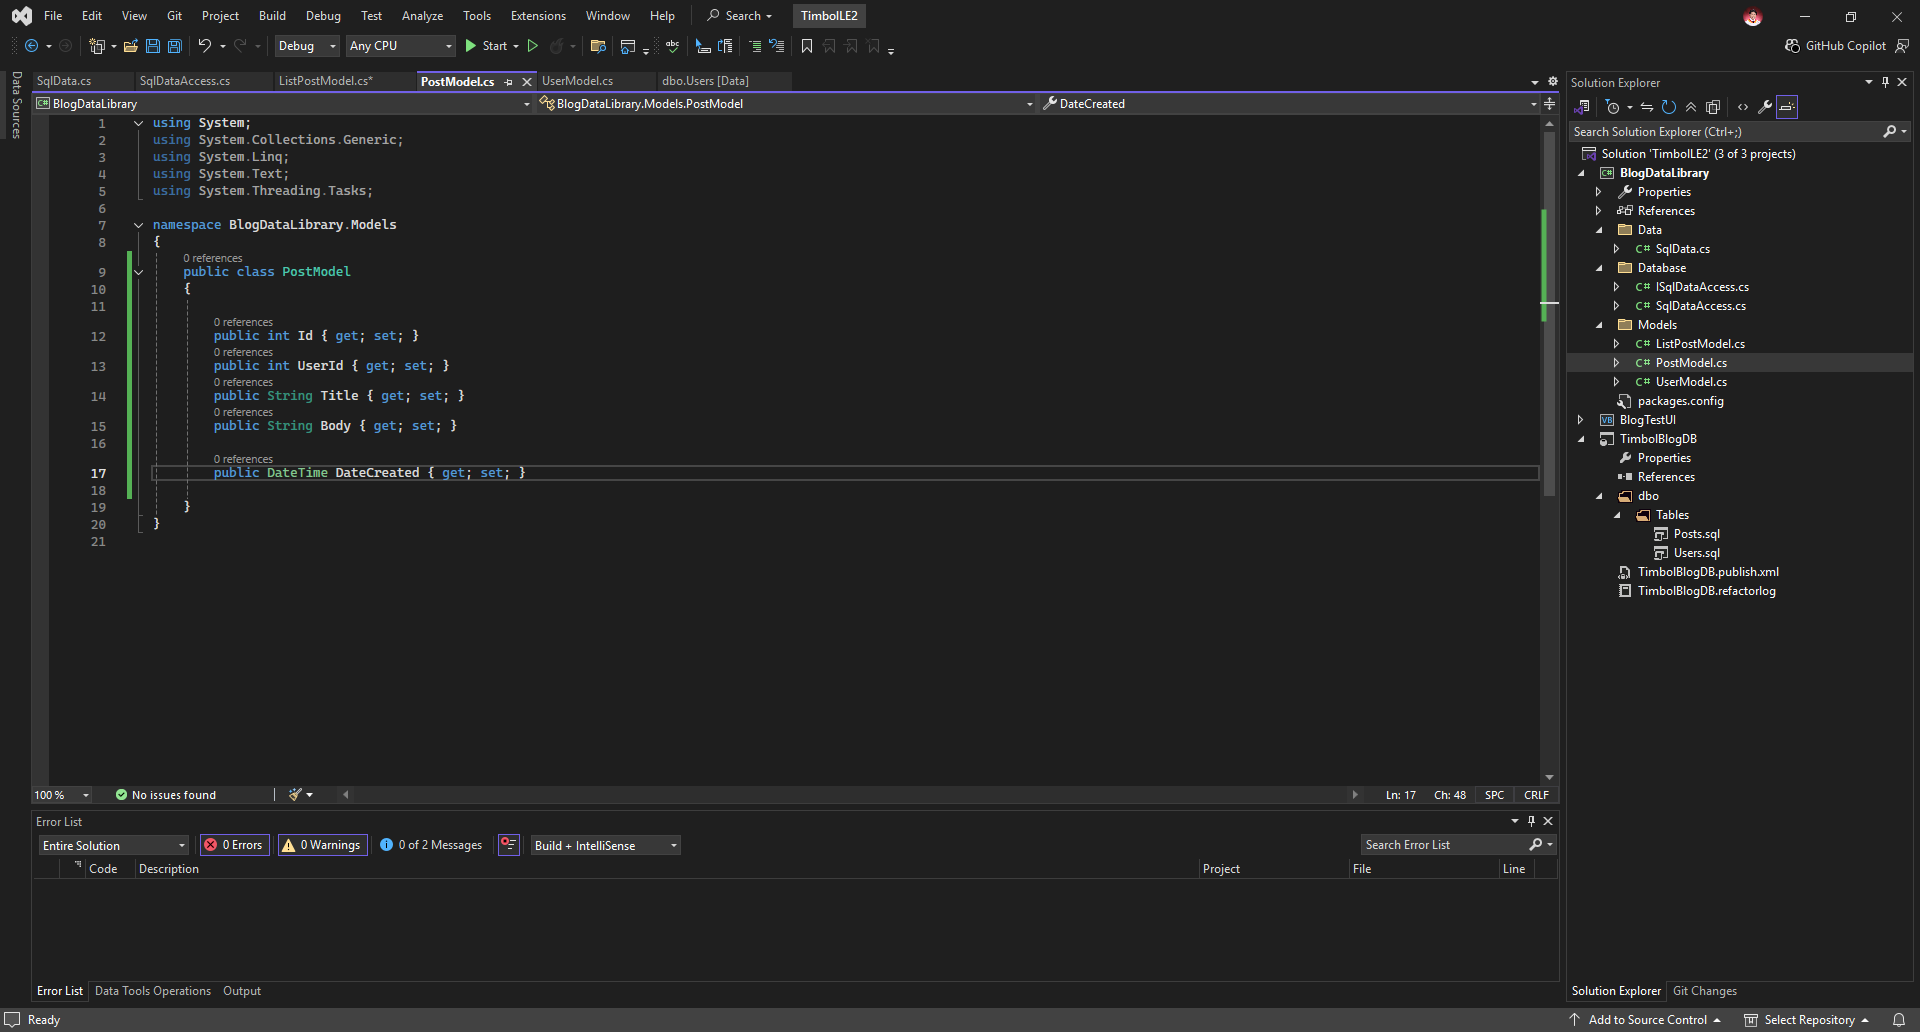 File Edit View Git Project Build Debug Test Analyze Tools Extensions Window Help Search TimbolLE2
Debug Any CPU Start GitHub Copilot
Data Sources
SqlData.cs SqlDataAccess.cs ListPostModel.cs* PostModel.cs UserModel.cs dbo.Users [Data]
BlogDataLibrary BlogDataLibrary.Models.PostModel DateCreated
1 using System;
2 using System.Collections.Generic;
3 using System.Linq;
4 using System.Text;
5 using System.Threading.Tasks;
6
7 namespace BlogDataLibrary.Models
8 {
0 references
9 public class PostModel
10 {
11
0 references
12 public int Id { get; set; }
0 references
13 public int UserId { get; set; }
0 references
14 public String Title { get; set; }
0 references
15 public String Body { get; set; }
16
0 references
17 public DateTime DateCreated { get; set; }
18
19 }
20 }
21
100 % No issues found Ln: 17 Ch: 48 SPC CRLF
Error List
Entire Solution 0 Errors 0 Warnings 0 of 2 Messages Build + IntelliSense Search Error List
Code Description Project File Line
Error List Data Tools Operations Output
Solution Explorer
Search Solution Explorer (Ctrl+;)
Solution 'TimbolLE2' (3 of 3 projects)
C# BlogDataLibrary
Properties
References
Data
C# SqlData.cs
Database
C# ISqlDataAccess.cs
C# SqlDataAccess.cs
Models
C# ListPostModel.cs
C# PostModel.cs
C# UserModel.cs
packages.config
VB BlogTestUI
TimbolBlogDB
Properties
References
dbo
Tables
Posts.sql
Users.sql
TimbolBlogDB.publish.xml
TimbolBlogDB.refactorlog
Solution Explorer Git Changes
Ready Add to Source Control Select Repository